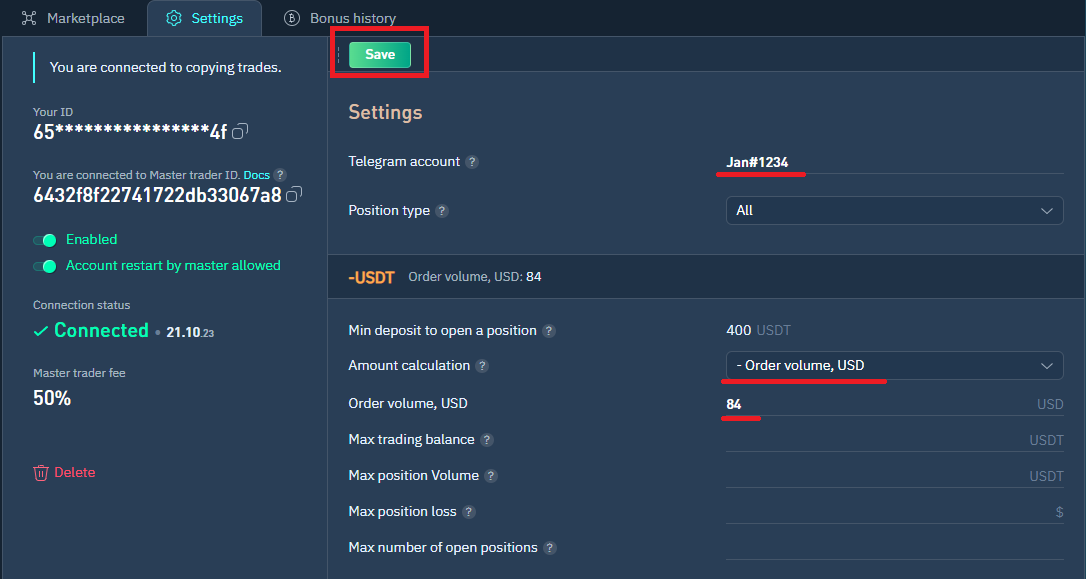 Marketplace
Settings
Bonus history
You are connected to copying trades.
Your ID
65****************4f
You are connected to Master trader ID. Docs ?
6432f8f22741722db33067a8
Enabled
Account restart by master allowed
Connection status
Connected • 21.10.23
Master trader fee
50%
Delete
Save
Settings
Telegram account ? Jan#1234
Position type ? All
-USDT Order volume, USD: 84
Min deposit to open a position ? 400 USDT
Amount calculation ? - Order volume, USD
Order volume, USD 84 USD
Max trading balance ? USDT
Max position Volume ? USDT
Max position loss ? $
Max number of open positions ?